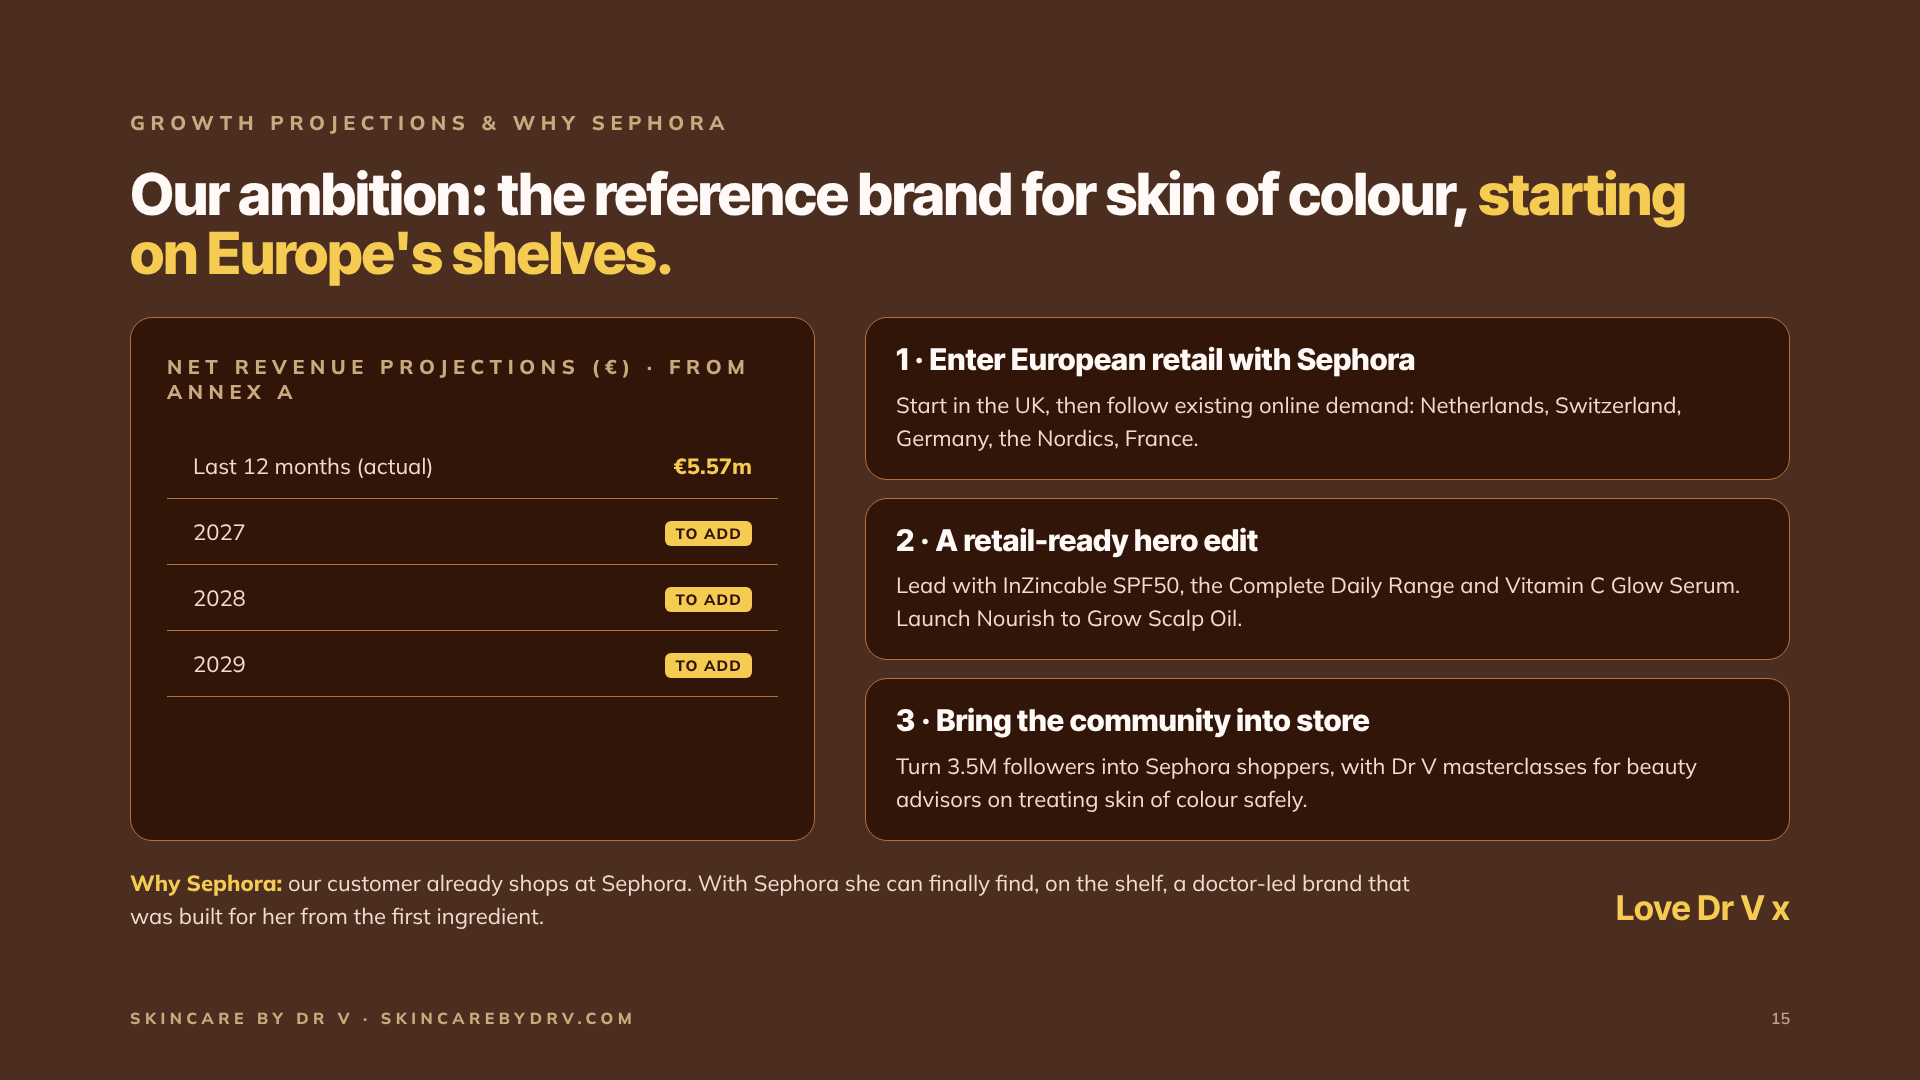 GROWTH PROJECTIONS & WHY SEPHORA
Our ambition: the reference brand for skin of colour, starting
on Europe's shelves.
NET REVENUE PROJECTIONS (€) · FROM
ANNEX A
Last 12 months (actual) €5.57m
2027 TO ADD
2028 TO ADD
2029 TO ADD
1 · Enter European retail with Sephora
Start in the UK, then follow existing online demand: Netherlands, Switzerland,
Germany, the Nordics, France.
2 · A retail-ready hero edit
Lead with InZincable SPF50, the Complete Daily Range and Vitamin C Glow Serum.
Launch Nourish to Grow Scalp Oil.
3 · Bring the community into store
Turn 3.5M followers into Sephora shoppers, with Dr V masterclasses for beauty
advisors on treating skin of colour safely.
Why Sephora: our customer already shops at Sephora. With Sephora she can finally find, on the shelf, a doctor-led brand that
was built for her from the first ingredient.
Love Dr V x
SKINCARE BY DR V · SKINCAREBYDRV.COM
15